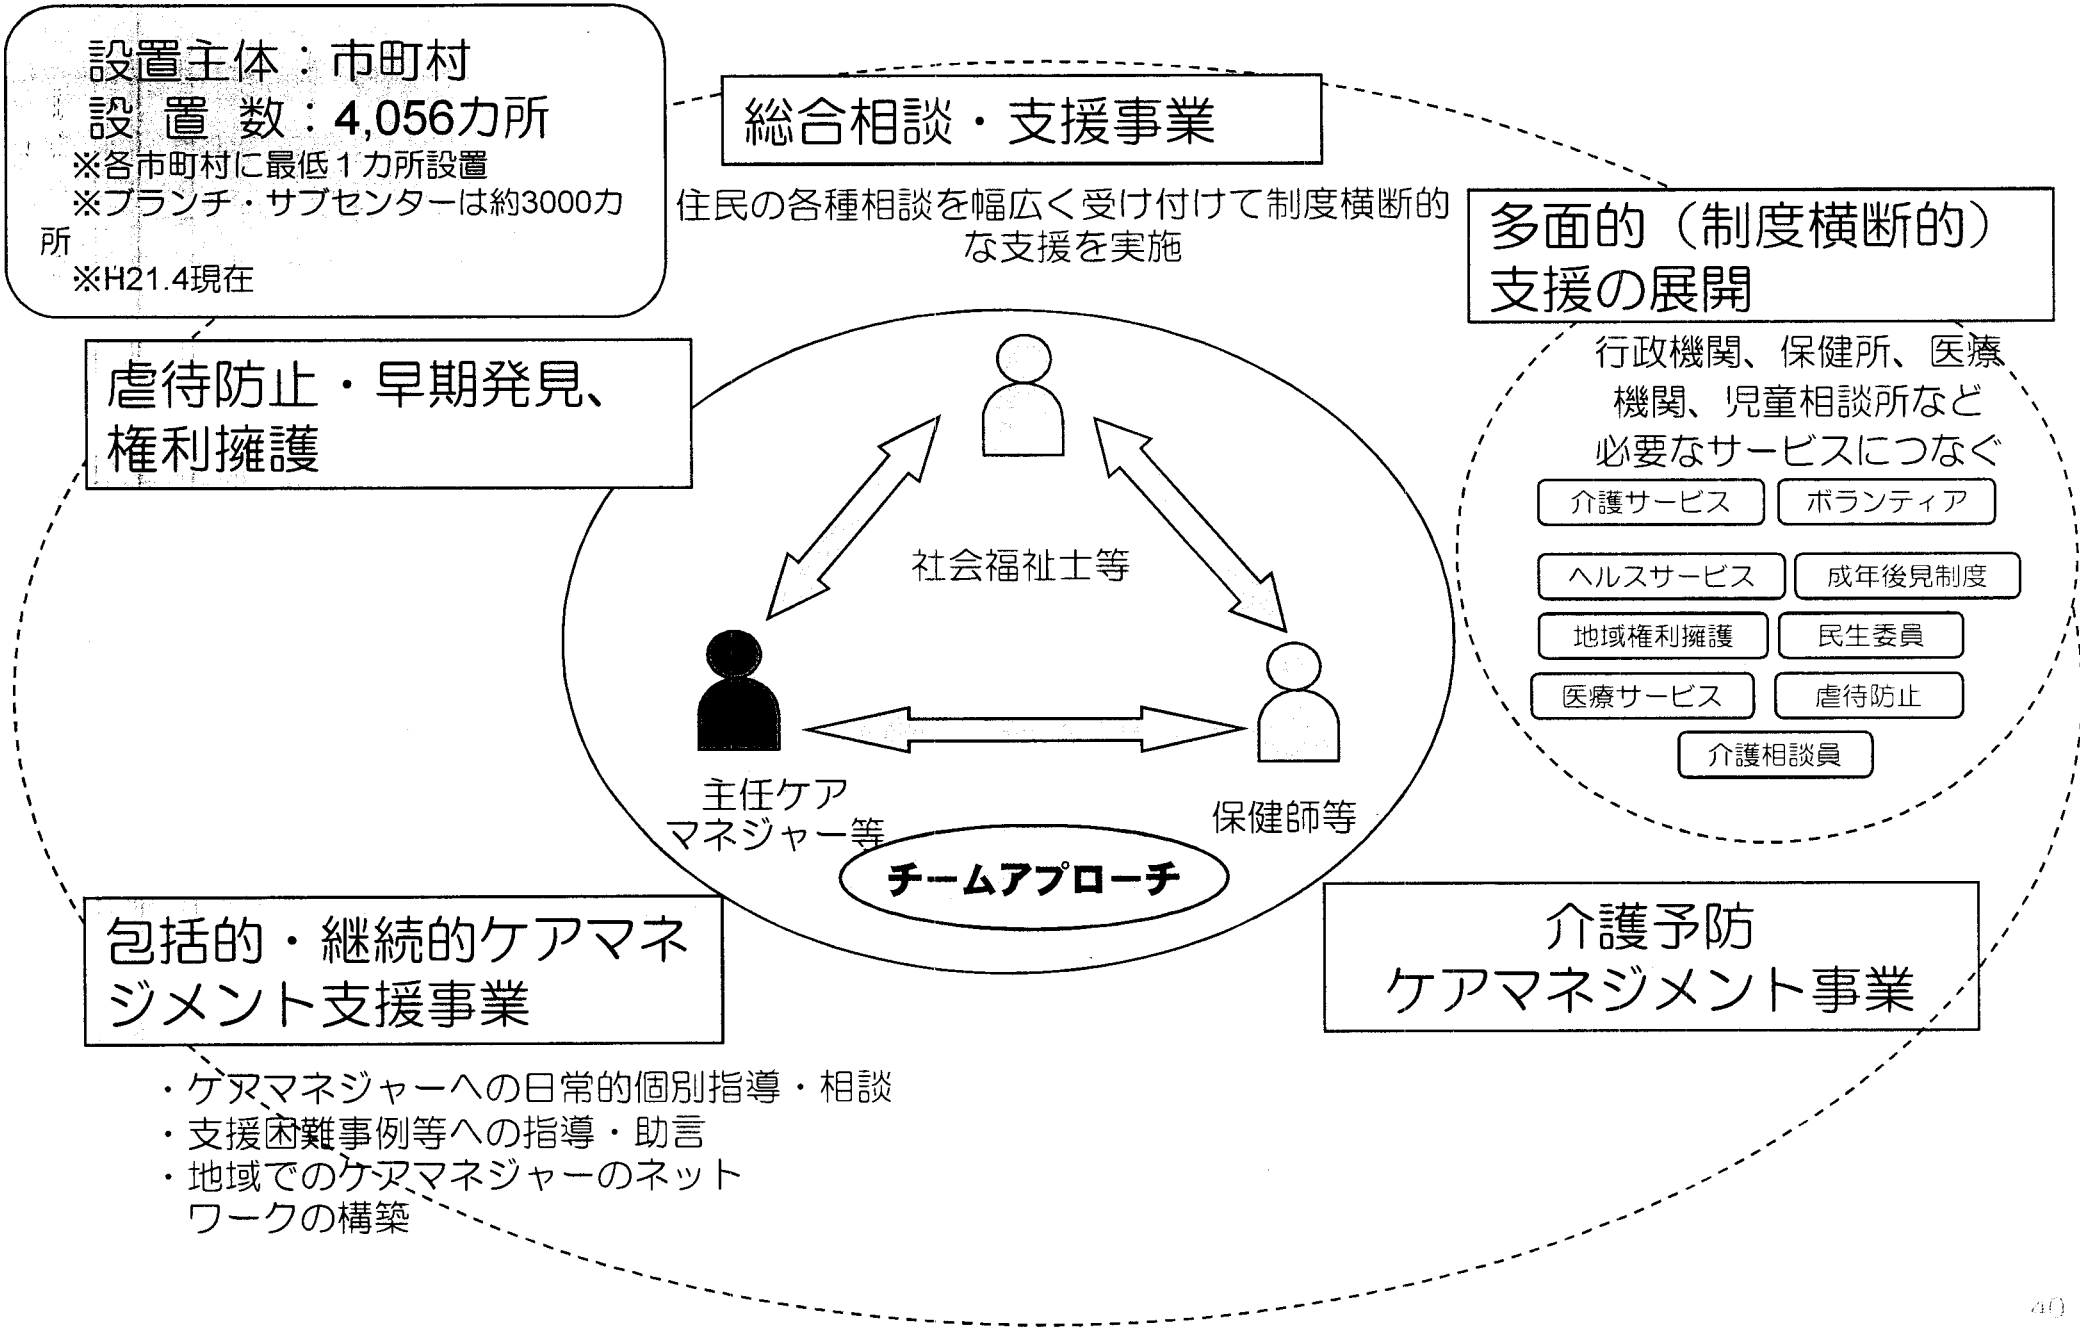 設置主体：市町村
設 置 数：4,056カ所
※各市町村に最低１カ所設置
※ブランチ・サブセンターは約3000カ
所
※H21.4現在
総合相談・支援事業
住民の各種相談を幅広く受け付けて制度横断的
な支援を実施
多面的（制度横断的）
支援の展開
行政機関、保健所、医療
機関、児童相談所など
必要なサービスにつなぐ
介護サービス
ボランティア
ヘルスサービス
成年後見制度
地域権利擁護
民生委員
医療サービス
虐待防止
介護相談員
虐待防止・早期発見、
権利擁護
社会福祉士等
主任ケア
マネジャー等
保健師等
チームアプローチ
包括的・継続的ケアマネ
ジメント支援事業
・ケアマネジャーへの日常的個別指導・相談
・支援困難事例等への指導・助言
・地域でのケアマネジャーのネット
ワークの構築
介護予防
ケアマネジメント事業